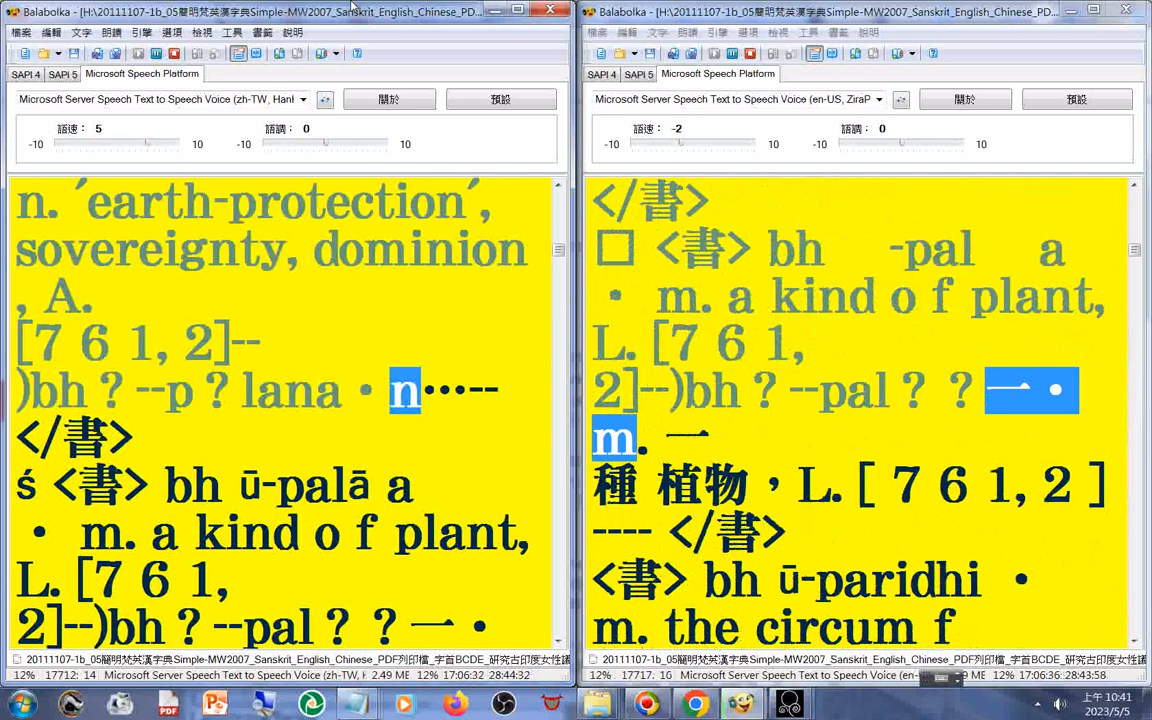 Balabolka - [H:\20111107-1b_05簡明梵英漢字典Simple-MW2007_Sanskrit_English_Chinese_PD...
檔案 編輯 文字 朗讀 引擎 選項 檢視 工具 書籤 說明
SAPI 4 SAPI 5 Microsoft Speech Platform
Microsoft Server Speech Text to Speech Voice (zh-TW, Hanl 關於 預設
語速： 5 語調： 0
-10 10 -10 10
n. ′earth-protection′,
sovereignty, dominion
, A.
[7 6 1, 2]--
)bh？--p？lana • n…--
</書>
ś <書> bh ū-palā a
• m. a kind o f plant,
L. [7 6 1,
2]--)bh？--pal？？一•
20111107-1b_05簡明梵英漢字典Simple-MW2007_Sanskrit_English_Chinese_PDF列印檔_字首BCDE_研究古印度女性議
12% 17712: 14 Microsoft Server Speech Text to Speech Voice (zh-TW, H 2.49 MB 12% 17:06:32 28:44:32
Balabolka - [H:\20111107-1b_05簡明梵英漢字典Simple-MW2007_Sanskrit_English_Chinese_PD...
檔案 編輯 文字 朗讀 引擎 選項 檢視 工具 書籤 說明
SAPI 4 SAPI 5 Microsoft Speech Platform
Microsoft Server Speech Text to Speech Voice (en-US, ZiraP 關於 預設
語速： -2 語調： 0
-10 10 -10 10
</書>
□ <書> bh -pal a
• m. a kind o f plant,
L. [7 6 1,
2]--)bh？--pal？？一•
m. 一
種 植物，L. [ 7 6 1, 2 ]
---- </書>
<書> bh ū-paridhi •
m. the circum f
20111107-1b_05簡明梵英漢字典Simple-MW2007_Sanskrit_English_Chinese_PDF列印檔_字首BCDE_研究古印度女性議
12% 17717: 16 Microsoft Server Speech Text to Speech Voice (en-US, 12% 17:06:36 28:43:58
上午 10:41
2023/5/5